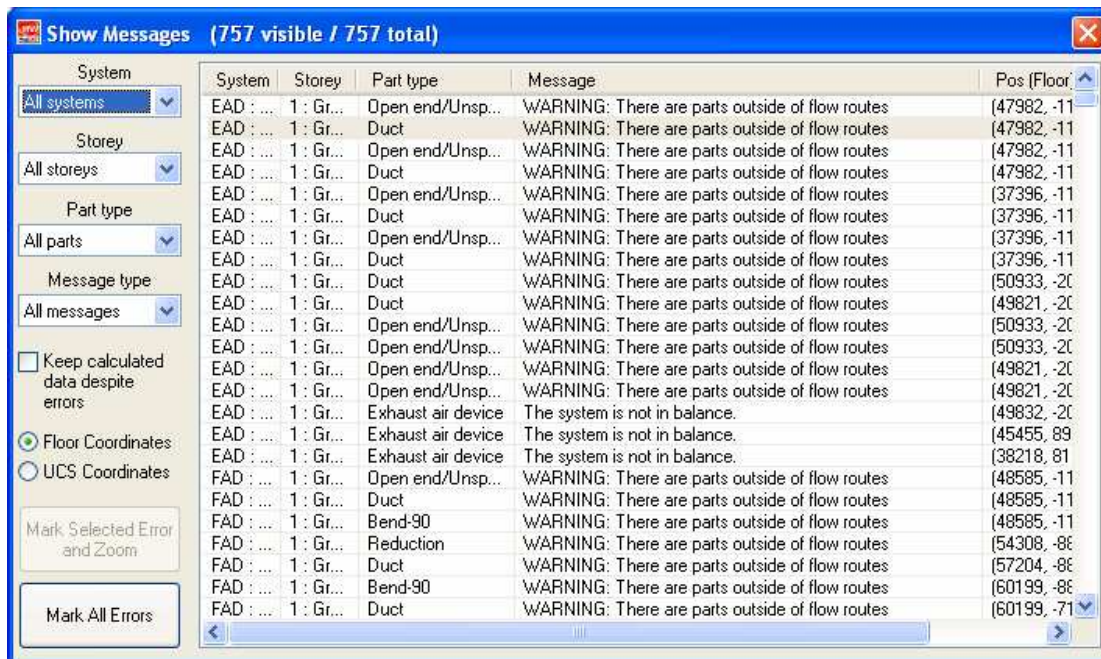 Show Messages (757 visible / 757 total)
System
All systems
Storey
All storeys
Part type
All parts
Message type
All messages
Keep calculated
data despite
errors
Floor Coordinates
UCS Coordinates
Mark Selected Error
and Zoom
Mark All Errors
System Storey Part type Message Pos (Floor
EAD : ... 1 : Gr... Open end/Unsp... WARNING: There are parts outside of flow routes (47982, -11
EAD : ... 1 : Gr... Duct WARNING: There are parts outside of flow routes (47982, -11
EAD : ... 1 : Gr... Open end/Unsp... WARNING: There are parts outside of flow routes (47982, -11
EAD : ... 1 : Gr... Duct WARNING: There are parts outside of flow routes (47982, -11
EAD : ... 1 : Gr... Open end/Unsp... WARNING: There are parts outside of flow routes (37396, -11
EAD : ... 1 : Gr... Duct WARNING: There are parts outside of flow routes (37396, -11
EAD : ... 1 : Gr... Open end/Unsp... WARNING: There are parts outside of flow routes (37396, -11
EAD : ... 1 : Gr... Duct WARNING: There are parts outside of flow routes (37396, -11
EAD : ... 1 : Gr... Duct WARNING: There are parts outside of flow routes (50933, -20
EAD : ... 1 : Gr... Duct WARNING: There are parts outside of flow routes (49821, -20
EAD : ... 1 : Gr... Open end/Unsp... WARNING: There are parts outside of flow routes (50933, -20
EAD : ... 1 : Gr... Open end/Unsp... WARNING: There are parts outside of flow routes (50933, -20
EAD : ... 1 : Gr... Open end/Unsp... WARNING: There are parts outside of flow routes (49821, -20
EAD : ... 1 : Gr... Open end/Unsp... WARNING: There are parts outside of flow routes (49821, -20
EAD : ... 1 : Gr... Exhaust air device The system is not in balance. (49832, -20
EAD : ... 1 : Gr... Exhaust air device The system is not in balance. (45455, 89
EAD : ... 1 : Gr... Exhaust air device The system is not in balance. (38218, 81
FAD : ... 1 : Gr... Open end/Unsp... WARNING: There are parts outside of flow routes (48585, -11
FAD : ... 1 : Gr... Duct WARNING: There are parts outside of flow routes (48585, -11
FAD : ... 1 : Gr... Bend-90 WARNING: There are parts outside of flow routes (48585, -11
FAD : ... 1 : Gr... Reduction WARNING: There are parts outside of flow routes (54308, -88
FAD : ... 1 : Gr... Duct WARNING: There are parts outside of flow routes (57204, -88
FAD : ... 1 : Gr... Bend-90 WARNING: There are parts outside of flow routes (60199, -88
FAD : ... 1 : Gr... Duct WARNING: There are parts outside of flow routes (60199, -71